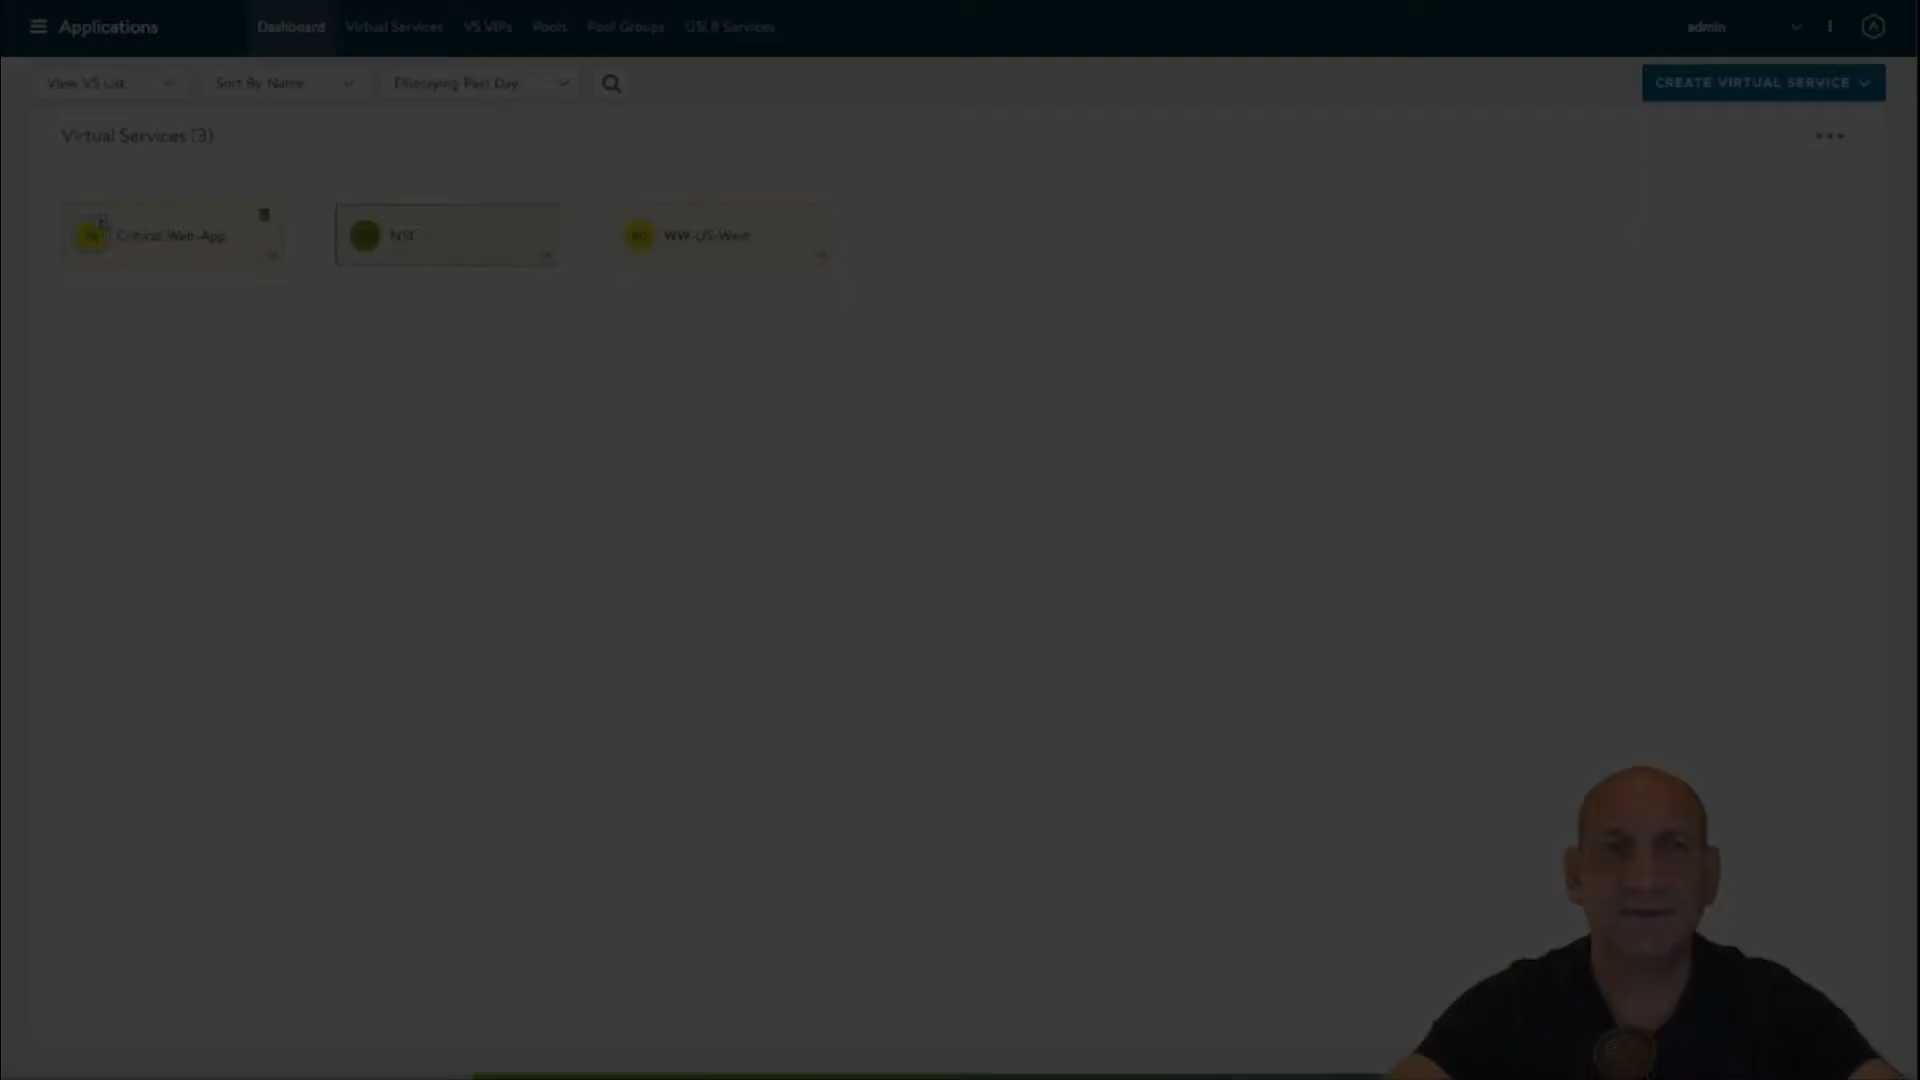 Applications
Dashboard
Virtual Services
VS VIPs
Pools
Pool Groups
GSLB Services
admin
View VS List
Sort By Name
Displaying Past Day
CREATE VIRTUAL SERVICE
Virtual Services (3)
Critical-Web-App
WW-US-West